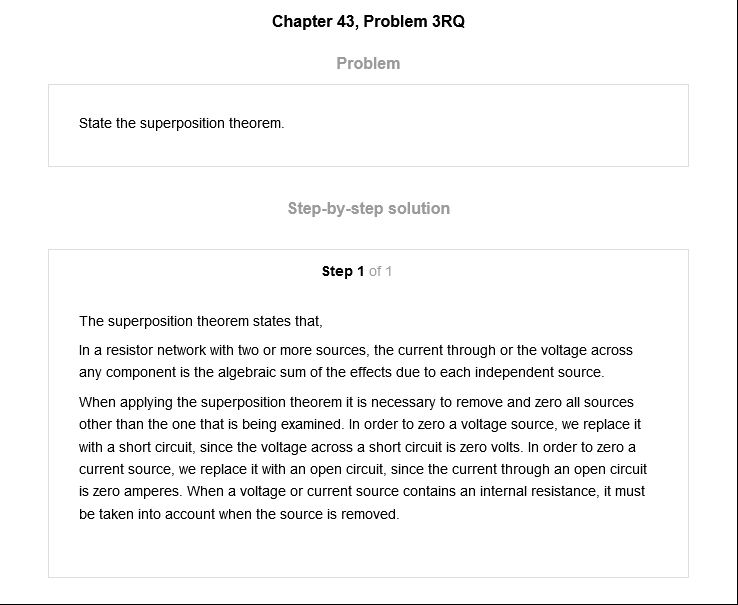 Chapter 43, Problem 3RQ
Problem
State the superposition theorem.
Step-by-step solution
Step 1 of 1
The superposition theorem states that,
In a resistor network with two or more sources, the current through or the voltage across
any component is the algebraic sum of the effects due to each independent source.
When applying the superposition theorem it is necessary to remove and zero all sources
other than the one that is being examined. In order to zero a voltage source, we replace it
with a short circuit, since the voltage across a short circuit is zero volts. In order to zero a
current source, we replace it with an open circuit, since the current through an open circuit
is zero amperes. When a voltage or current source contains an internal resistance, it must
be taken into account when the source is removed.